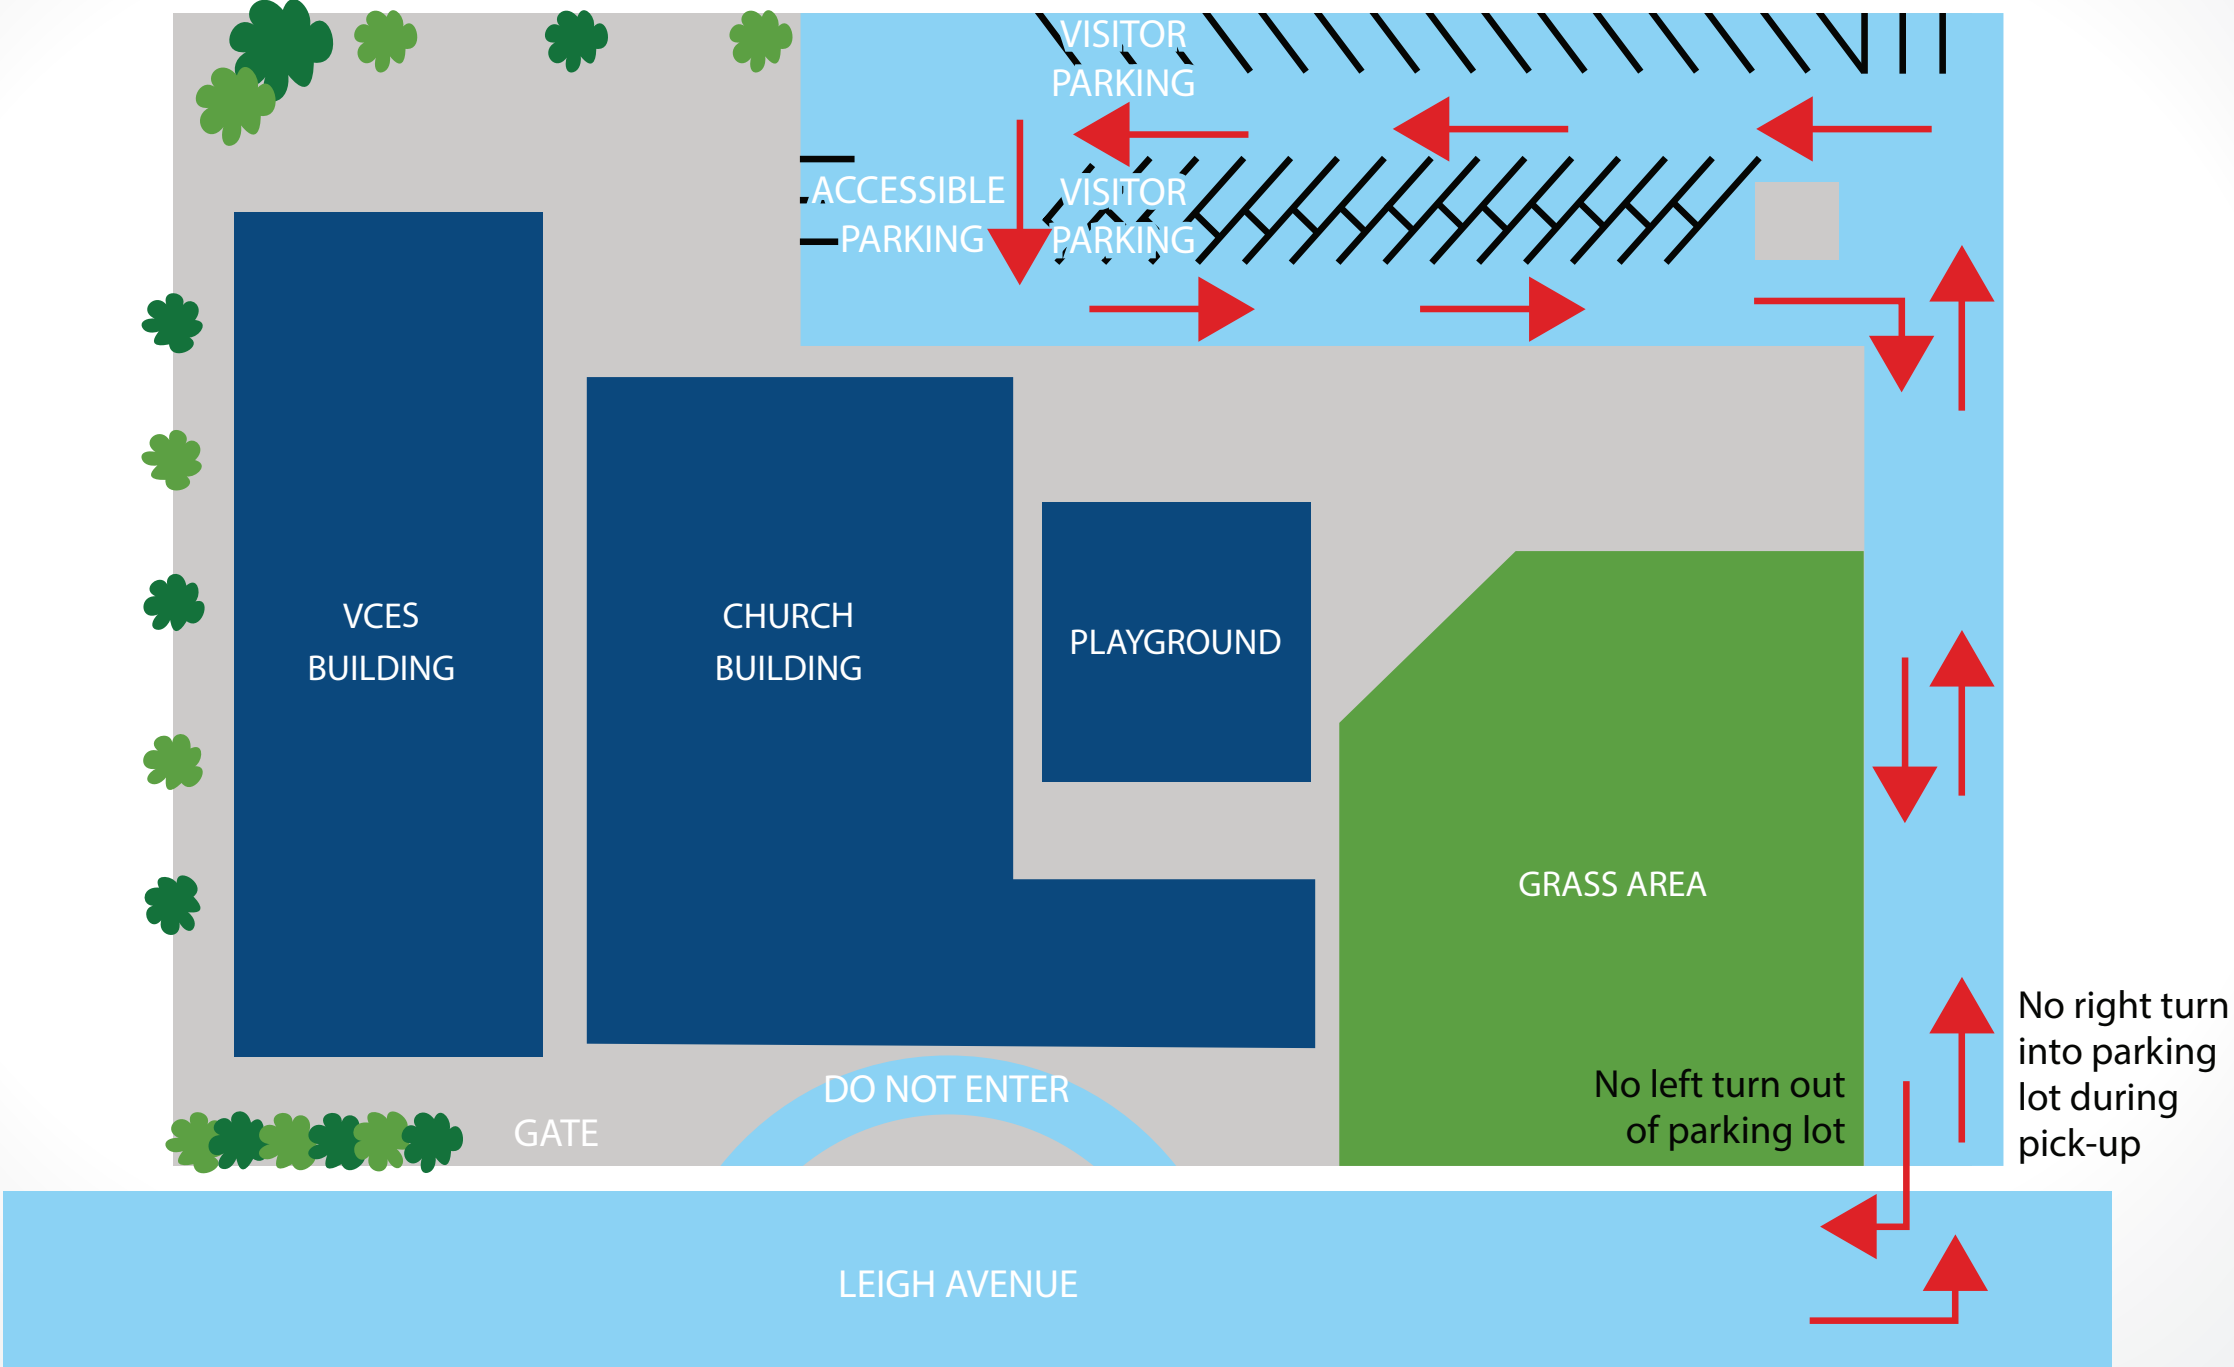 VISITOR
PARKING
ACCESSIBLE
PARKING
VISITOR
PARKING
VCES
BUILDING
CHURCH
BUILDING
PLAYGROUND
GRASS AREA
No right turn
into parking
lot during
pick-up
No left turn out
of parking lot
DO NOT ENTER
GATE
LEIGH AVENUE